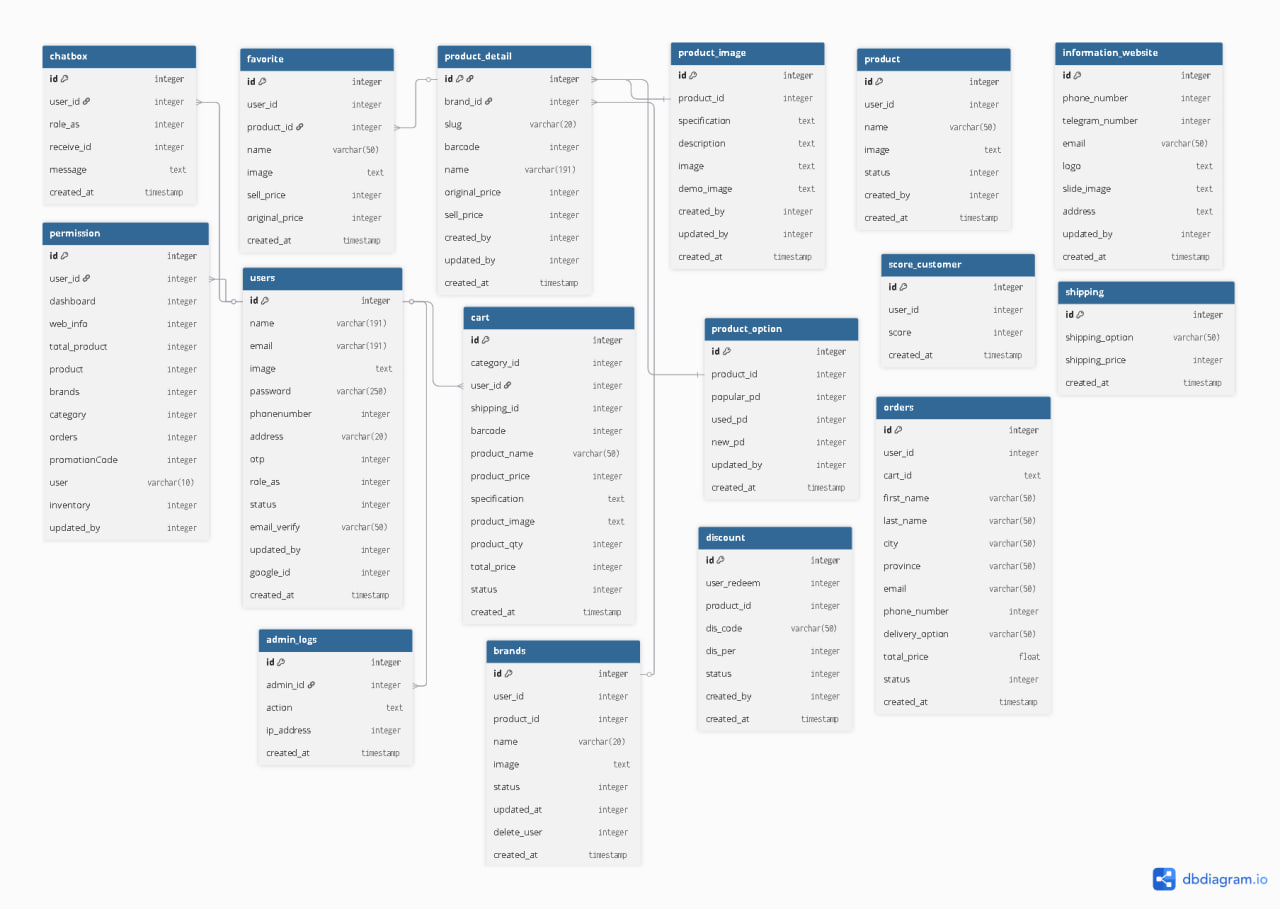 chatbox
id integer
user_id integer
role_as integer
receive_id integer
message text
created_at timestamp
favorite
id integer
user_id integer
product_id integer
name varchar(50)
image text
sell_price integer
original_price integer
created_at timestamp
product_detail
id integer
brand_id integer
slug varchar(20)
barcode integer
name varchar(191)
original_price integer
sell_price integer
created_by integer
updated_by integer
created_at timestamp
product_image
id integer
product_id integer
specification text
description text
image text
demo_image text
created_by integer
updated_by integer
created_at timestamp
product
id integer
user_id integer
name varchar(50)
image text
status integer
created_by integer
created_at timestamp
information_website
id integer
phone_number integer
telegram_number integer
email varchar(50)
logo text
slide_image text
address text
updated_by integer
created_at timestamp
permission
id integer
user_id integer
dashboard integer
web_info integer
total_product integer
product integer
brands integer
category integer
orders integer
promotionCode integer
user varchar(10)
inventory integer
updated_by integer
users
id integer
name varchar(191)
email varchar(191)
image text
password varchar(250)
phonenumber integer
address varchar(20)
otp integer
role_as integer
status integer
email_verify varchar(50)
updated_by integer
google_id integer
created_at timestamp
cart
id integer
category_id integer
user_id integer
shipping_id integer
barcode integer
product_name varchar(50)
product_price integer
specification text
product_image text
product_qty integer
total_price integer
status integer
created_at timestamp
product_option
id integer
product_id integer
popular_pd integer
used_pd integer
new_pd integer
updated_by integer
created_at timestamp
score_customer
id integer
user_id integer
score integer
created_at timestamp
shipping
id integer
shipping_option varchar(50)
shipping_price integer
created_at timestamp
orders
id integer
user_id integer
cart_id text
first_name varchar(50)
last_name varchar(50)
city varchar(50)
province varchar(50)
email varchar(50)
phone_number integer
delivery_option varchar(50)
total_price float
status integer
created_at timestamp
discount
id integer
user_redeem integer
product_id integer
dis_code varchar(50)
dis_per integer
status integer
created_by integer
created_at timestamp
admin_logs
id integer
admin_id integer
action text
ip_address integer
created_at timestamp
brands
id integer
user_id integer
product_id integer
name varchar(20)
image text
status integer
updated_at integer
delete_user integer
created_at timestamp
dbdiagram.io